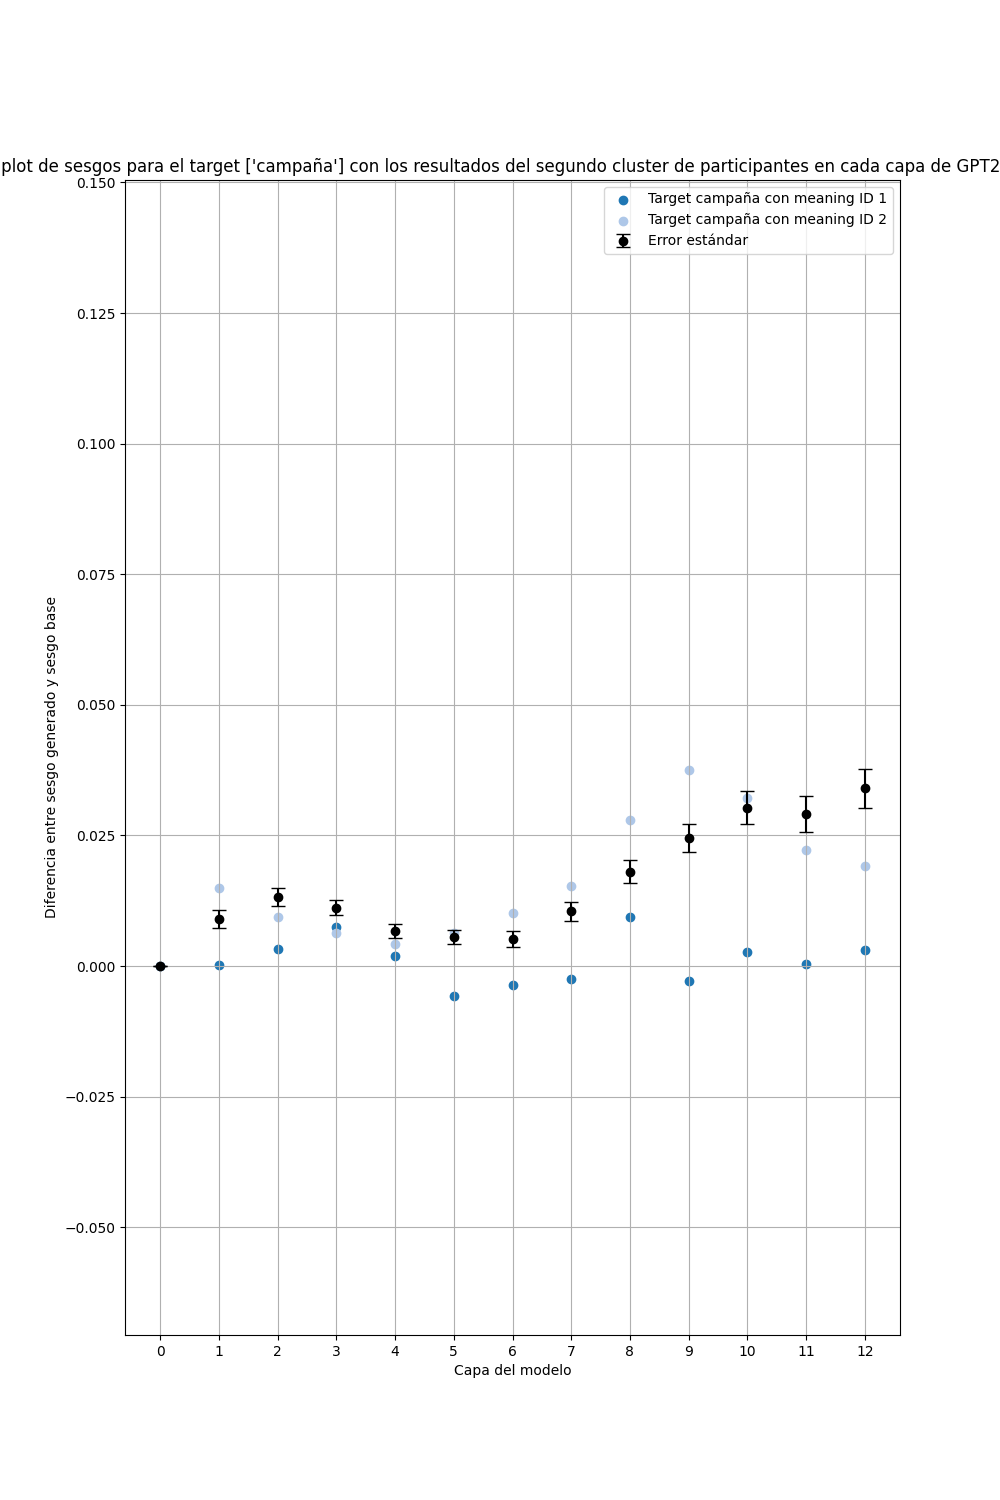 plot de sesgos para el target ['campaña'] con los resultados del segundo cluster de participantes en cada capa de GPT2
Target campaña con meaning ID 1
Target campaña con meaning ID 2
Error estándar
0.150
0.125
0.100
0.075
0.050
0.025
0.000
−0.025
−0.050
Diferencia entre sesgo generado y sesgo base
0 1 2 3 4 5 6 7 8 9 10 11 12
Capa del modelo